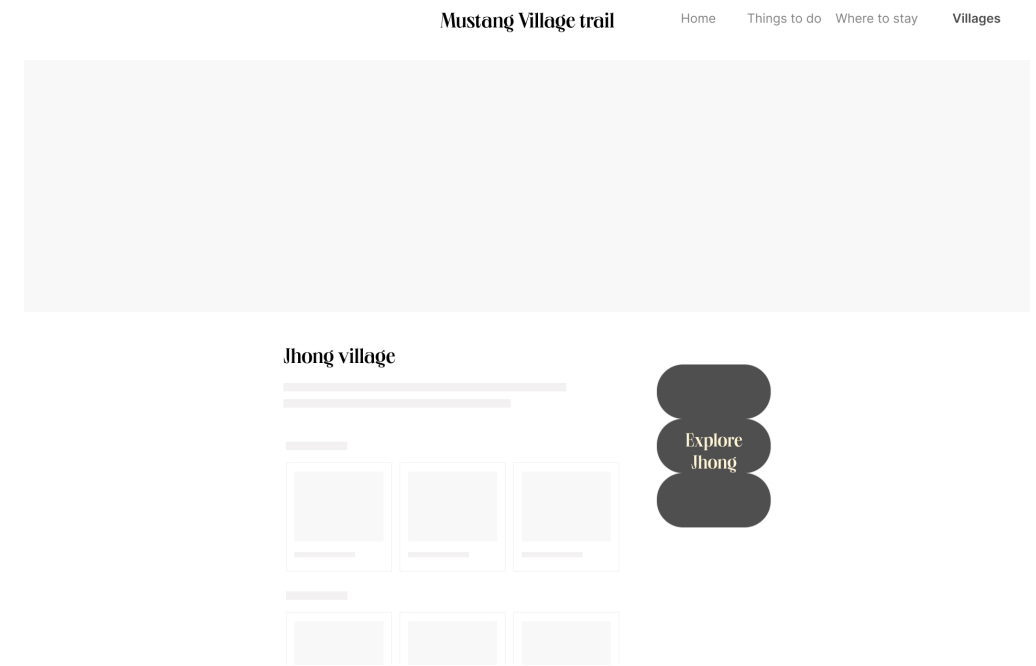 Mustang Village trail
Home Things to do Where to stay Villages
Jhong village
Explore
Jhong